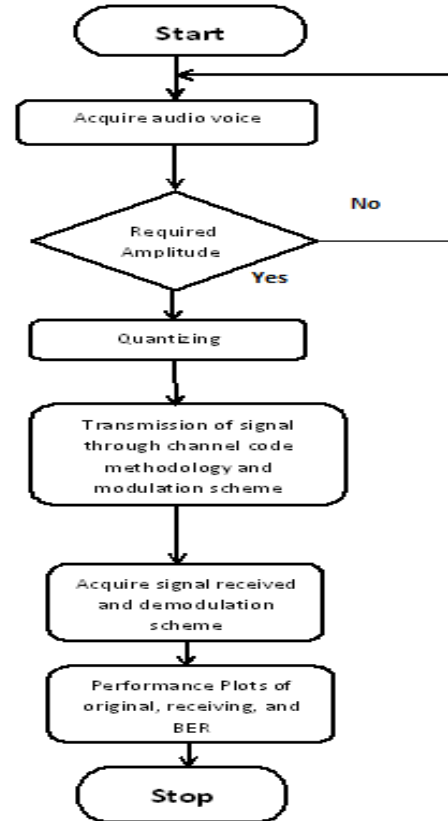 Start
Acquire audio voice
Required
Amplitude
No
Yes
Quantizing
Transmission of signal
through channel code
methodology and
modulation scheme
Acquire signal received
and demodulation
scheme
Performance Plots of
original, receiving, and
BER
Stop